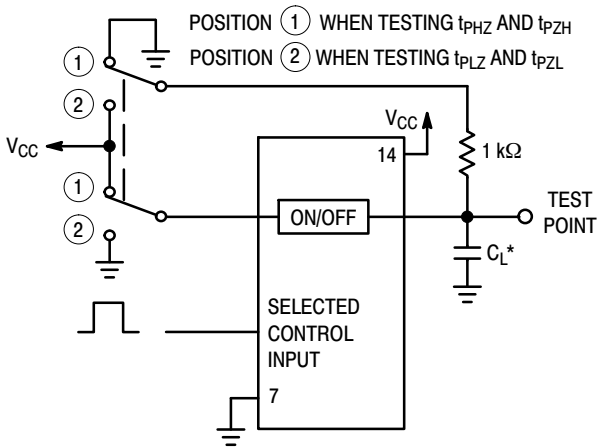 POSITION 1 WHEN TESTING tPHZ AND tPZH
POSITION 2 WHEN TESTING tPLZ AND tPZL
1
2
VCC
1
2
VCC
14
1 kΩ
ON/OFF
TEST
POINT
CL*
SELECTED
CONTROL
INPUT
7